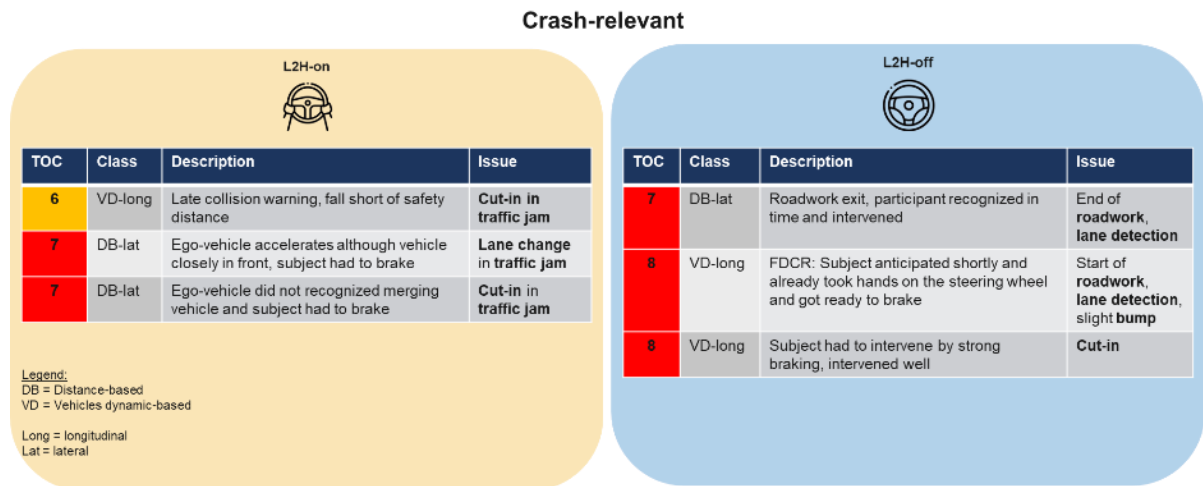 Crash-relevant
L2H-on
TOC Class Description Issue
6 VD-long Late collision warning, fall short of safety distance Cut-in in traffic jam
7 DB-lat Ego-vehicle accelerates although vehicle closely in front, subject had to brake Lane change in traffic jam
7 DB-lat Ego-vehicle did not recognized merging vehicle and subject had to brake Cut-in in traffic jam
Legend:
DB = Distance-based
VD = Vehicles dynamic-based
Long = longitudinal
Lat = lateral
L2H-off
TOC Class Description Issue
7 DB-lat Roadwork exit, participant recognized in time and intervened End of roadwork, lane detection
8 VD-long FDCR: Subject anticipated shortly and already took hands on the steering wheel and got ready to brake Start of roadwork, lane detection, slight bump
8 VD-long Subject had to intervene by strong braking, intervened well Cut-in